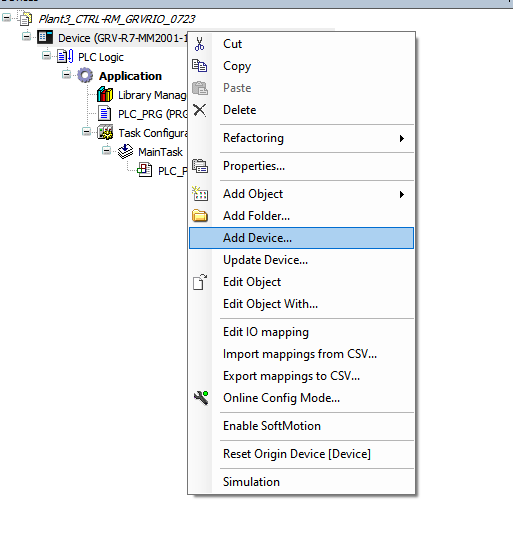 Plant3_CTRL-RM_GRVRIO_0723
Device (GRV-R7-MM2001-1
PLC Logic
Application
Library Manag
PLC_PRG (PRG
Task Configura
MainTask
PLC_P
Cut
Copy
Paste
Delete
Refactoring
Properties...
Add Object
Add Folder...
Add Device...
Update Device...
Edit Object
Edit Object With...
Edit IO mapping
Import mappings from CSV...
Export mappings to CSV...
Online Config Mode...
Enable SoftMotion
Reset Origin Device [Device]
Simulation